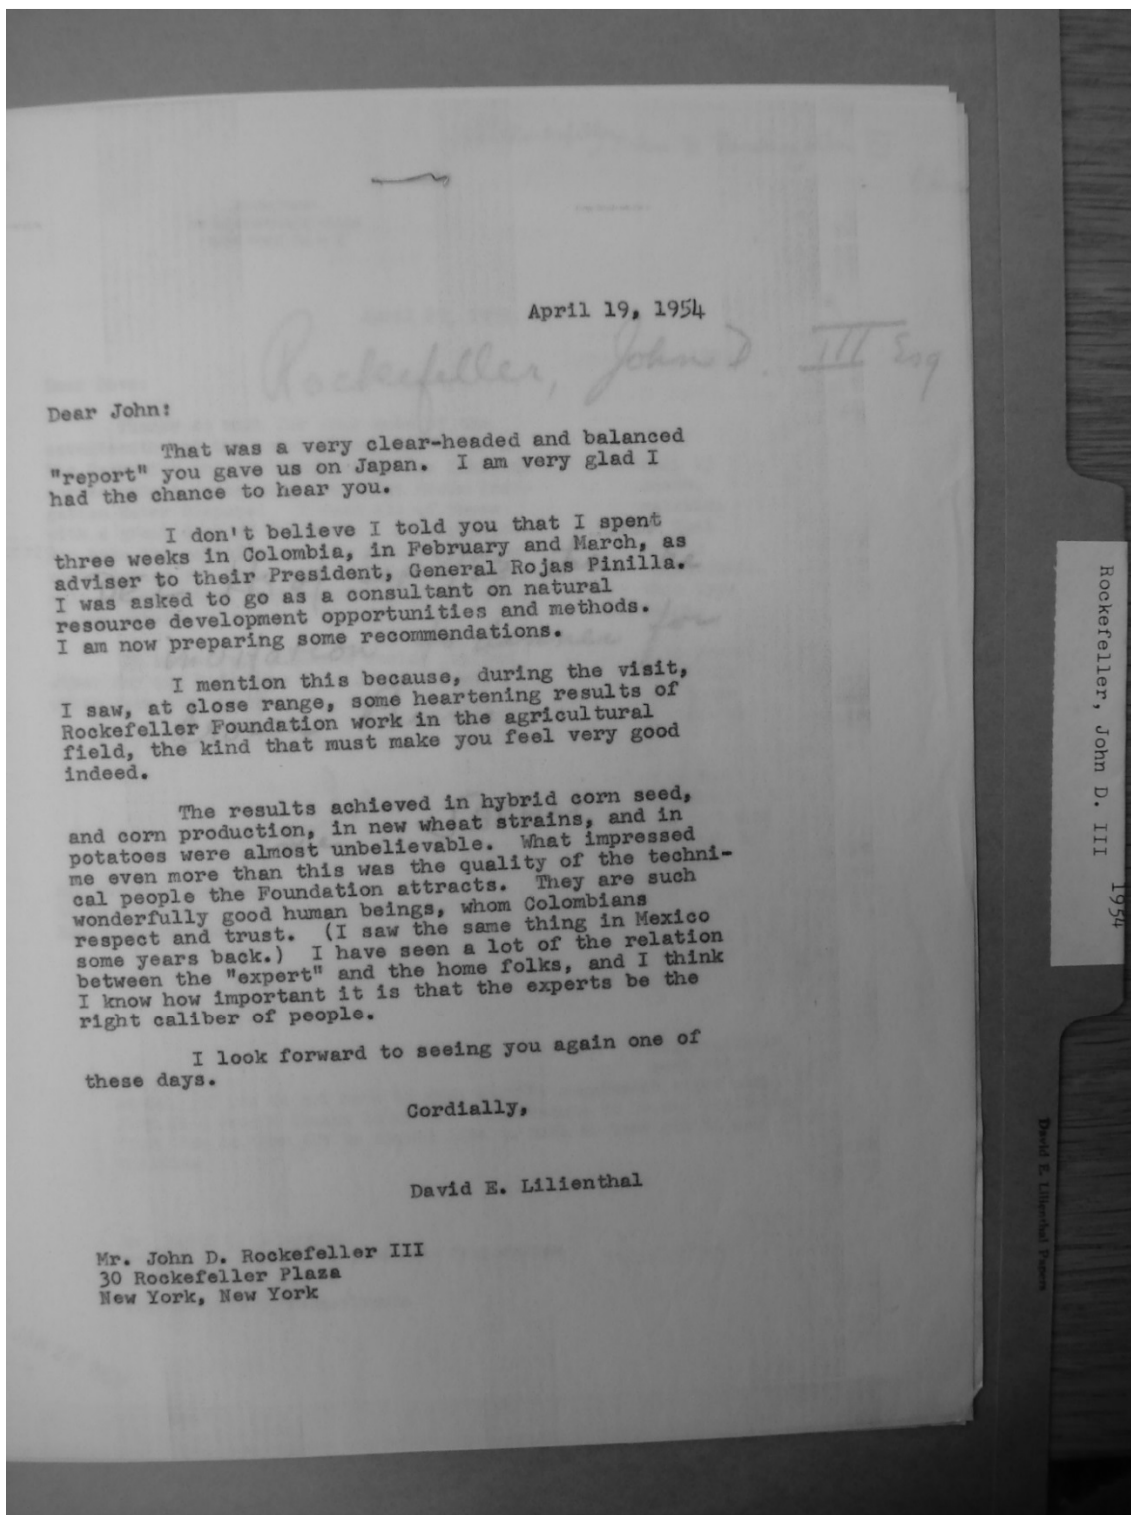 April 19, 1954
Rockefeller, John D. III Esq
Dear John:
That was a very clear-headed and balanced
"report" you gave us on Japan. I am very glad I
had the chance to hear you.
I don't believe I told you that I spent
three weeks in Colombia, in February and March, as
adviser to their President, General Rojas Pinilla.
I was asked to go as a consultant on natural
resource development opportunities and methods.
I am now preparing some recommendations.
I mention this because, during the visit,
I saw, at close range, some heartening results of
Rockefeller Foundation work in the agricultural
field, the kind that must make you feel very good
indeed.
The results achieved in hybrid corn seed,
and corn production, in new wheat strains, and in
potatoes were almost unbelievable. What impressed
me even more than this was the quality of the techni-
cal people the Foundation attracts. They are such
wonderfully good human beings, whom Colombians
respect and trust. (I saw the same thing in Mexico
some years back.) I have seen a lot of the relation
between the "expert" and the home folks, and I think
I know how important it is that the experts be the
right caliber of people.
I look forward to seeing you again one of
these days.
Cordially,
David E. Lilienthal
Mr. John D. Rockefeller III
30 Rockefeller Plaza
New York, New York
Rockefeller, John D. III
1954
David E. Lilienthal Papers